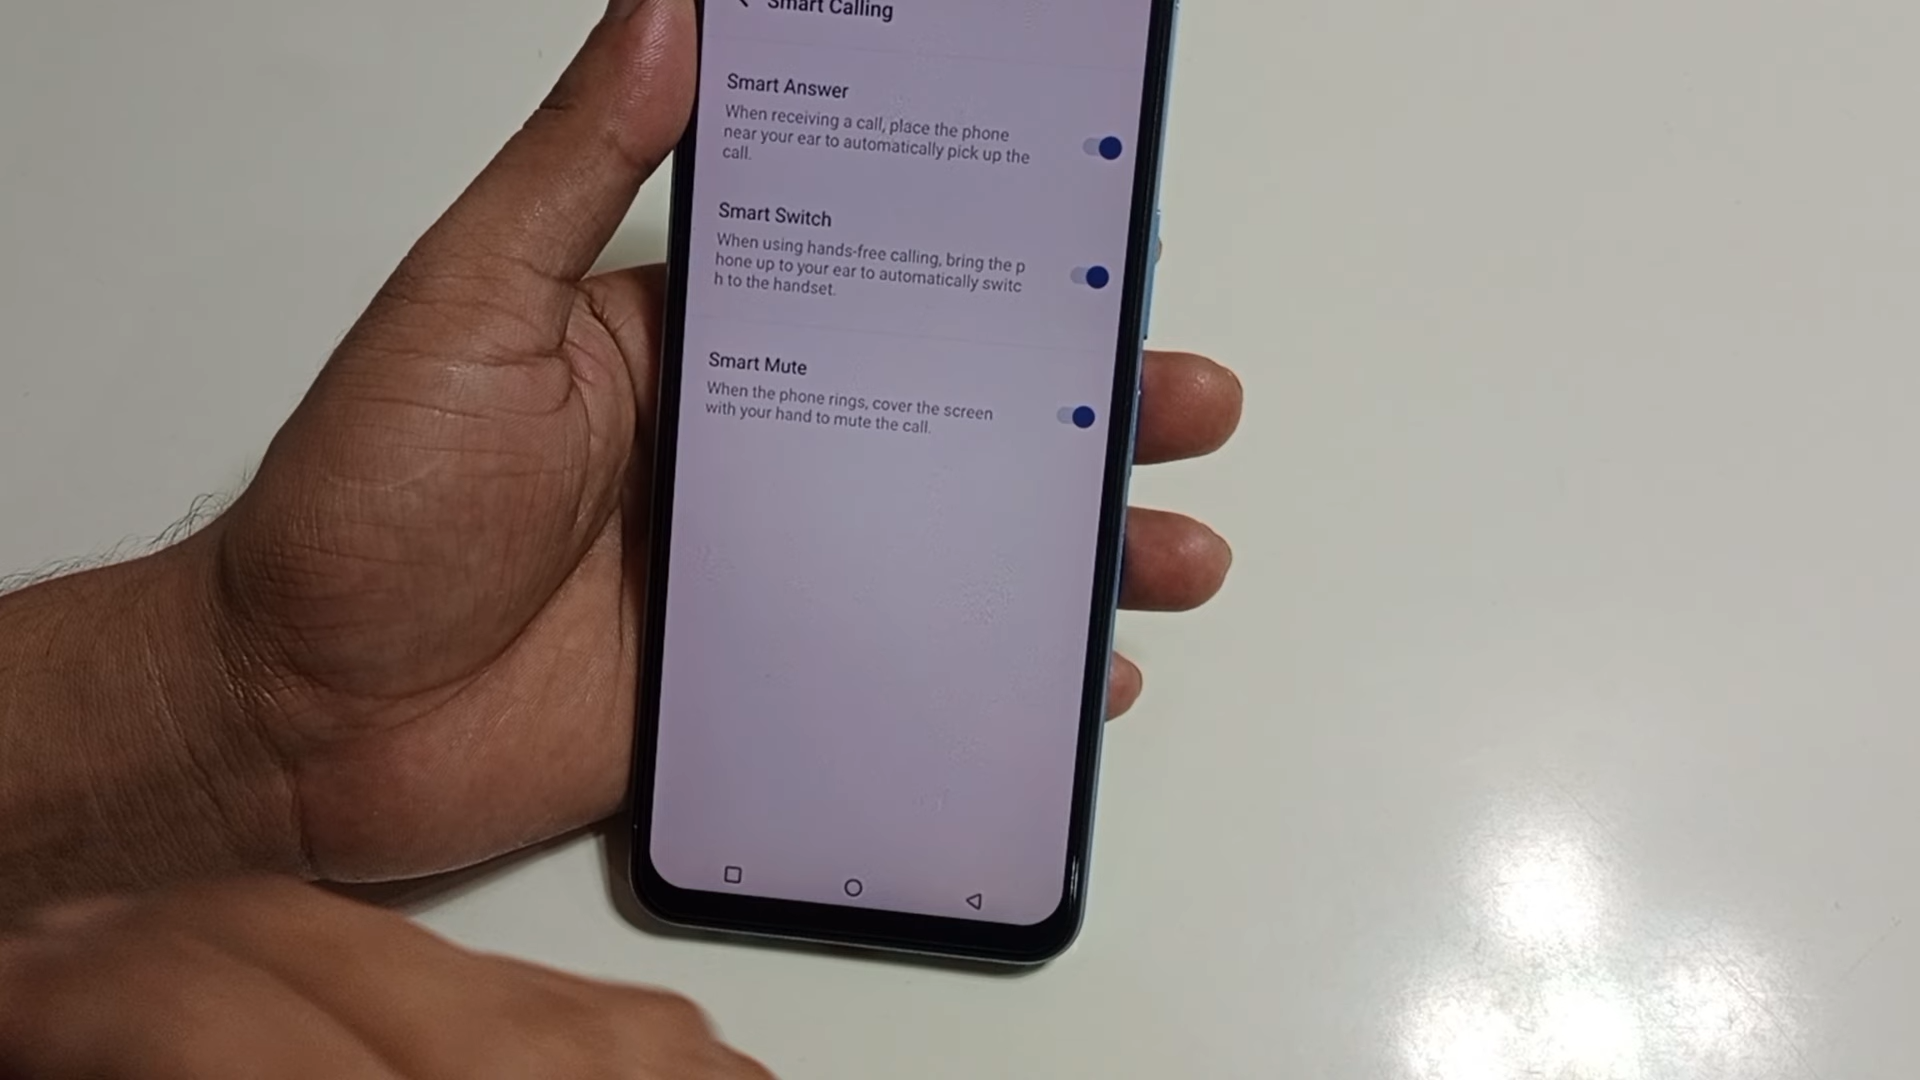 Smart Calling
Smart Answer
When receiving a call, place the phone
near your ear to automatically pick up the
call.
Smart Switch
When using hands-free calling, bring the p
hone up to your ear to automatically switc
h to the handset.
Smart Mute
When the phone rings, cover the screen
with your hand to mute the call.